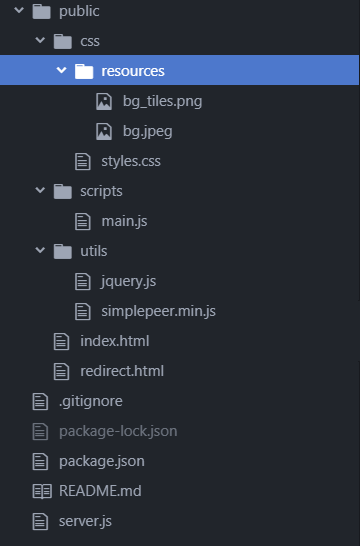 public
css
resources
bg_tiles.png
bg.jpeg
styles.css
scripts
main.js
utils
jquery.js
simplepeer.min.js
index.html
redirect.html
.gitignore
package-lock.json
package.json
README.md
server.js